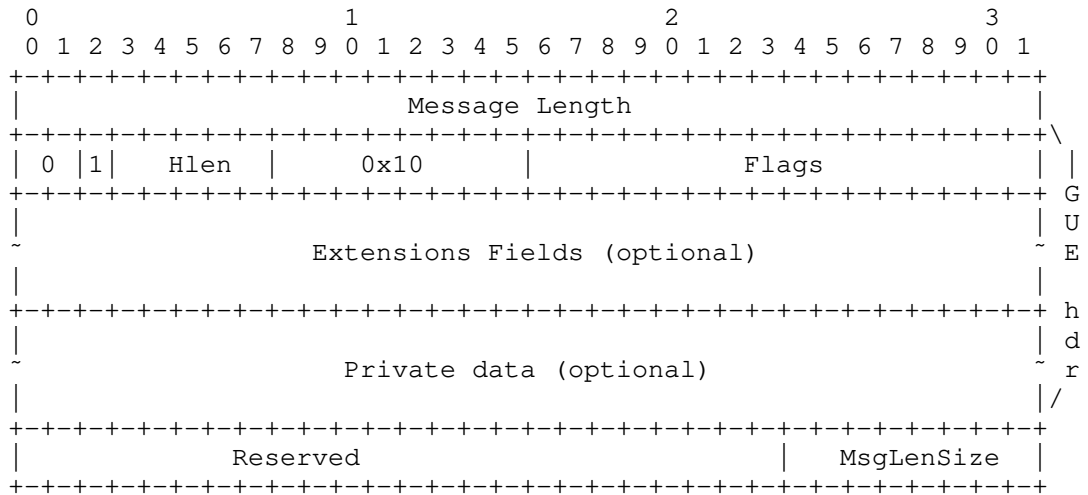 0                   1                   2                   3
 0 1 2 3 4 5 6 7 8 9 0 1 2 3 4 5 6 7 8 9 0 1 2 3 4 5 6 7 8 9 0 1
+-+-+-+-+-+-+-+-+-+-+-+-+-+-+-+-+-+-+-+-+-+-+-+-+-+-+-+-+-+-+-+-+
|                        Message Length                         |
+-+-+-+-+-+-+-+-+-+-+-+-+-+-+-+-+-+-+-+-+-+-+-+-+-+-+-+-+-+-+-+-+\
| 0 |1|   Hlen  |     0x10      |             Flags             | |
+-+-+-+-+-+-+-+-+-+-+-+-+-+-+-+-+-+-+-+-+-+-+-+-+-+-+-+-+-+-+-+-+ G
|                                                               | U
~                  Extensions Fields (optional)                 ~ E
|                                                               |
+-+-+-+-+-+-+-+-+-+-+-+-+-+-+-+-+-+-+-+-+-+-+-+-+-+-+-+-+-+-+-+-+ h
|                                                               | d
~                    Private data (optional)                    ~ r
|                                                               |/
+-+-+-+-+-+-+-+-+-+-+-+-+-+-+-+-+-+-+-+-+-+-+-+-+-+-+-+-+-+-+-+-+
|             Reserved                          |   MsgLenSize  |
+-+-+-+-+-+-+-+-+-+-+-+-+-+-+-+-+-+-+-+-+-+-+-+-+-+-+-+-+-+-+-+-+